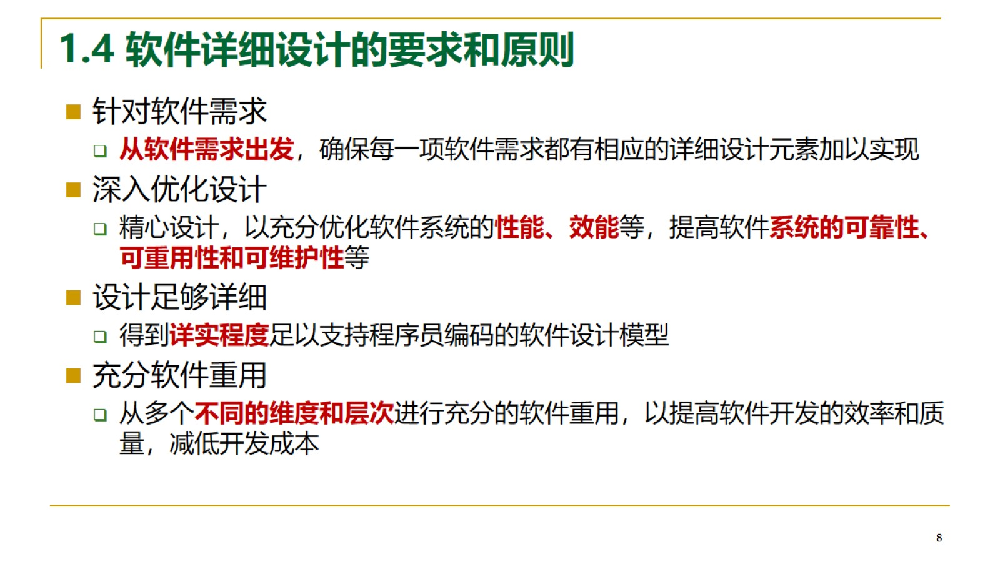 1.4 软件详细设计的要求和原则
针对软件需求
从软件需求出发，确保每一项软件需求都有相应的详细设计元素加以实现
深入优化设计
精心设计，以充分优化软件系统的性能、效能等，提高软件系统的可靠性、
可重用性和可维护性等
设计足够详细
得到详实程度足以支持程序员编码的软件设计模型
充分软件重用
从多个不同的维度和层次进行充分的软件重用，以提高软件开发的效率和质
量，减低开发成本
8